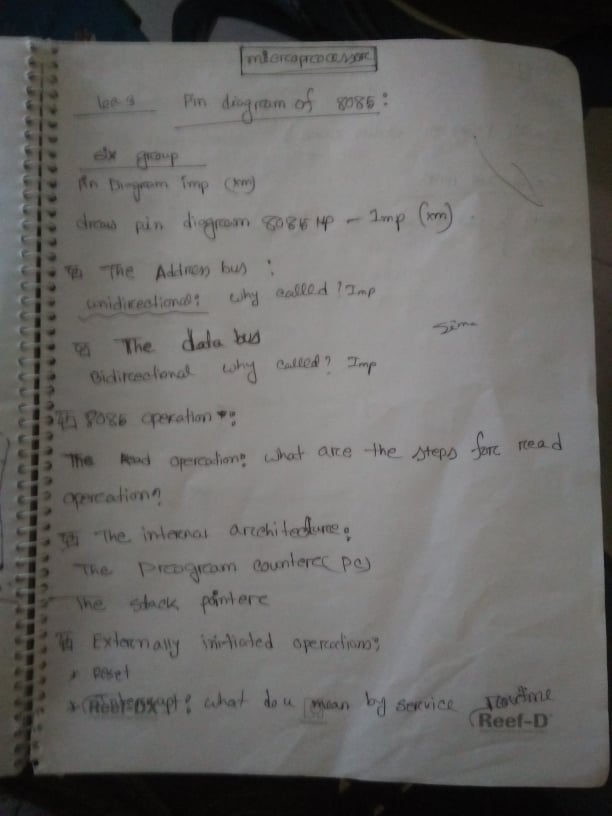 microprocessor
Lec 3 Pin diagram of 8085:
six group
Pin Diagram Imp (xm)
draw pin diagram 8085 MP - Imp (xm)
The Address bus :
unidirectional: why called? Imp
The data bus
Bidirectional why called? Imp
8085 operation:
The Read operation: what are the steps for read
operation?
The internal architecture:
The Program counter (PC)
The stack pointer
Externally initiated operations:
* Reset
* Interrupt: what do u mean by service routine
Reef-DX
Reef-D